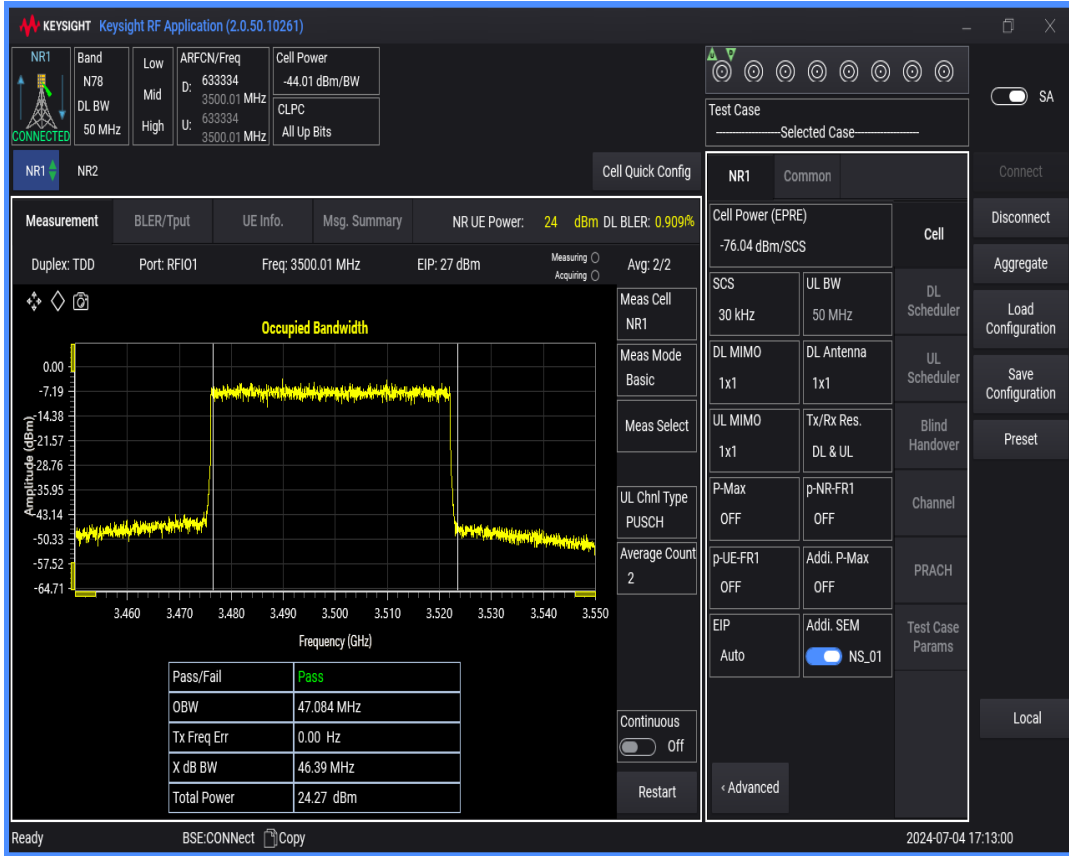 KEYSIGHT Keysight RF Application (2.0.50.10261)
NR1
CONNECTED
Band
N78
DL BW
50 MHz
Low
Mid
High
ARFCN/Freq
D: 633334
3500.01 MHz
U: 633334
3500.01 MHz
Cell Power
-44.01 dBm/BW
CLPC
All Up Bits
Test Case
--------------------Selected Case-----------------
SA
NR1
NR2
Cell Quick Config
NR1
Common
Connect
Disconnect
Aggregate
Load
Configuration
Save
Configuration
Preset
Local
Measurement
BLER/Tput
UE Info.
Msg. Summary
NR UE Power: 24 dBm DL BLER: 0.909%
Duplex: TDD
Port: RFIO1
Freq: 3500.01 MHz
EIP: 27 dBm
Measuring
Acquiring
Avg: 2/2
Occupied Bandwidth
Amplitude (dBm)
0.00
-7.19
-14.38
-21.57
-28.76
-35.95
-43.14
-50.33
-57.52
-64.71
3.460 3.470 3.480 3.490 3.500 3.510 3.520 3.530 3.540 3.550
Frequency (GHz)
Pass/Fail Pass
OBW 47.084 MHz
Tx Freq Err 0.00 Hz
X dB BW 46.39 MHz
Total Power 24.27 dBm
Meas Cell
NR1
Meas Mode
Basic
Meas Select
UL Chnl Type
PUSCH
Average Count
2
Continuous
Off
Restart
Cell Power (EPRE)
-76.04 dBm/SCS
SCS
30 kHz
UL BW
50 MHz
DL MIMO
1x1
DL Antenna
1x1
UL MIMO
1x1
Tx/Rx Res.
DL & UL
P-Max
OFF
p-NR-FR1
OFF
p-UE-FR1
OFF
Addi. P-Max
OFF
EIP
Auto
Addi. SEM
NS_01
‹ Advanced
Cell
DL
Scheduler
UL
Scheduler
Blind
Handover
Channel
PRACH
Test Case
Params
Ready
BSE:CONNect
Copy
2024-07-04 17:13:00